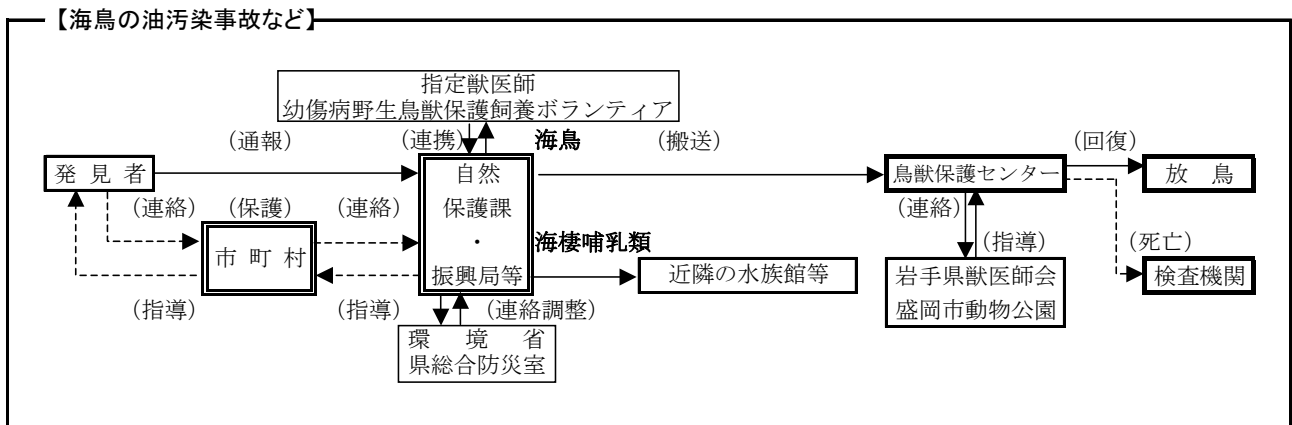 【海鳥の油汚染事故など】
指定獣医師
幼傷病野生鳥獣保護飼養ボランティア
(通報)
(連携)
海鳥
(搬送)
(回復)
発見者
自然
保護課
・
振興局等
鳥獣保護センター
放鳥
(連絡)
(保護)
(連絡)
(連絡)
市町村
海棲哺乳類
(指導)
(死亡)
近隣の水族館等
岩手県獣医師会
盛岡市動物公園
検査機関
(指導)
(指導)
(連絡調整)
環境省
県総合防災室